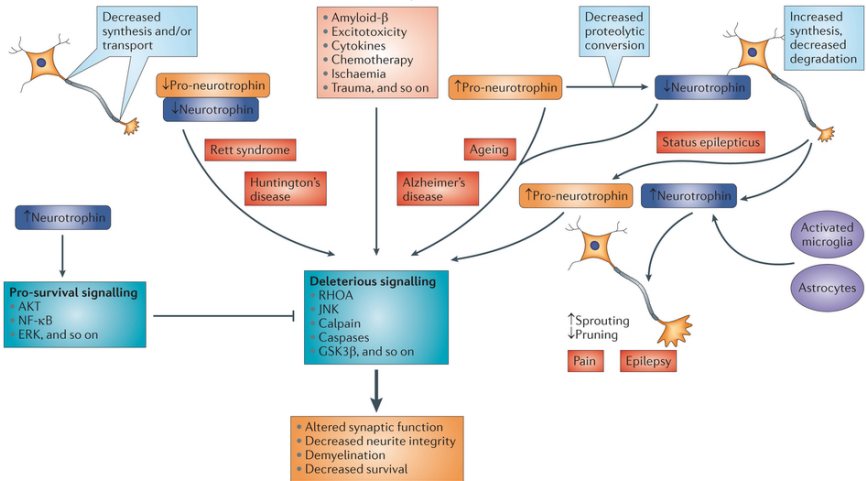 Decreased
synthesis and/or
transport
↓Pro-neurotrophin
↓Neurotrophin
• Amyloid-β
• Excitotoxicity
• Cytokines
• Chemotherapy
• Ischaemia
• Trauma, and so on
↑Pro-neurotrophin
Decreased
proteolytic
conversion
↓Neurotrophin
Increased
synthesis,
decreased
degradation
Rett syndrome
Huntington's
disease
Ageing
Alzheimer's
disease
Status epilepticus
↑Pro-neurotrophin
↑Neurotrophin
Activated
microglia
Astrocytes
↑Neurotrophin
Pro-survival signalling
• AKT
• NF-κB
• ERK, and so on
Deleterious signalling
• RHOA
• JNK
• Calpain
• Caspases
• GSK3β, and so on
↑Sprouting
↓Pruning
Pain
Epilepsy
• Altered synaptic function
• Decreased neurite integrity
• Demyelination
• Decreased survival